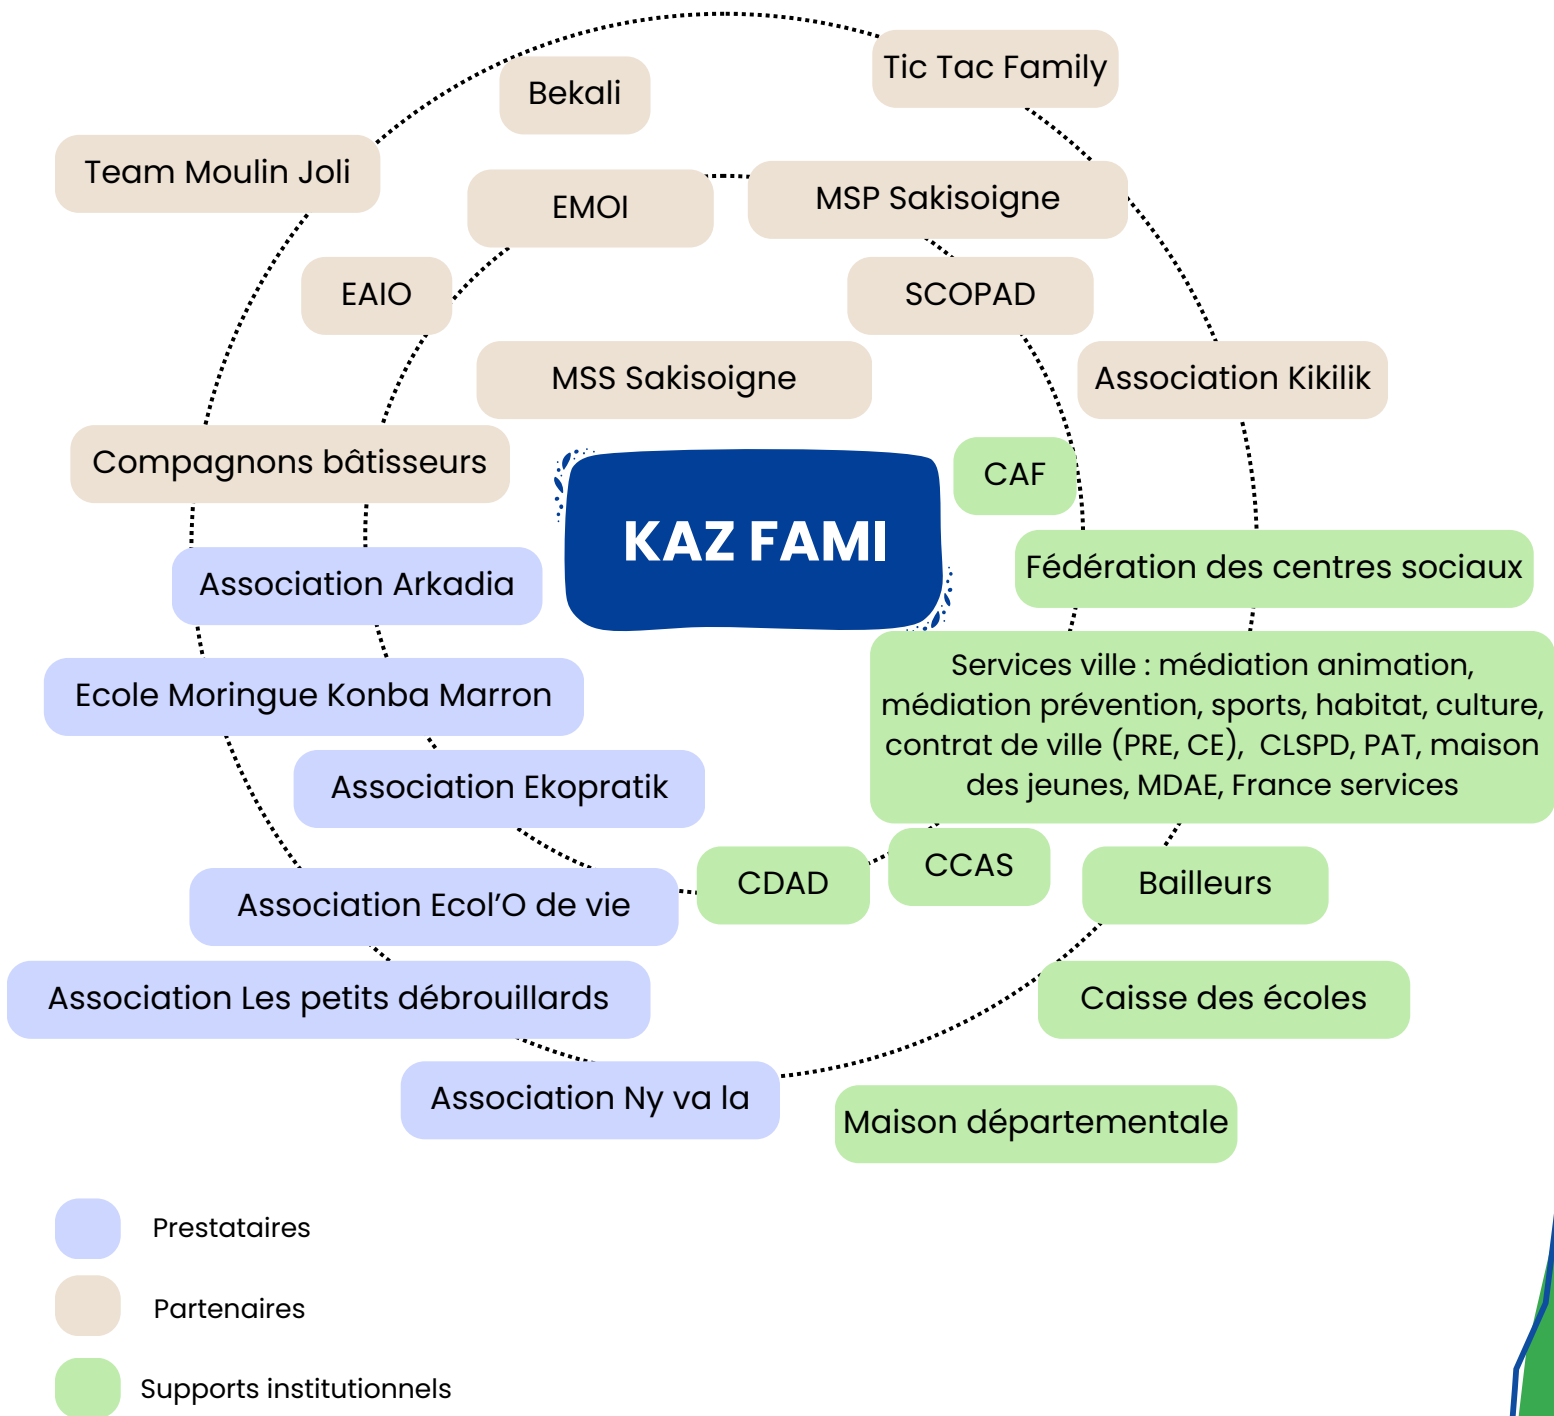 Tic Tac Family
Bekali
Team Moulin Joli
EMOI
MSP Sakisoigne
EAIO
SCOPAD
MSS Sakisoigne
Association Kikilik
Compagnons bâtisseurs
CAF
KAZ FAMI
Fédération des centres sociaux
Association Arkadia
Services ville : médiation animation,
médiation prévention, sports, habitat, culture,
contrat de ville (PRE, CE), CLSPD, PAT, maison
des jeunes, MDAE, France services
Ecole Moringue Konba Marron
Association Ekopratik
CCAS
CDAD
Bailleurs
Association Ecol’O de vie
Association Les petits débrouillards
Caisse des écoles
Association Ny va la
Maison départementale
Prestataires
Partenaires
Supports institutionnels